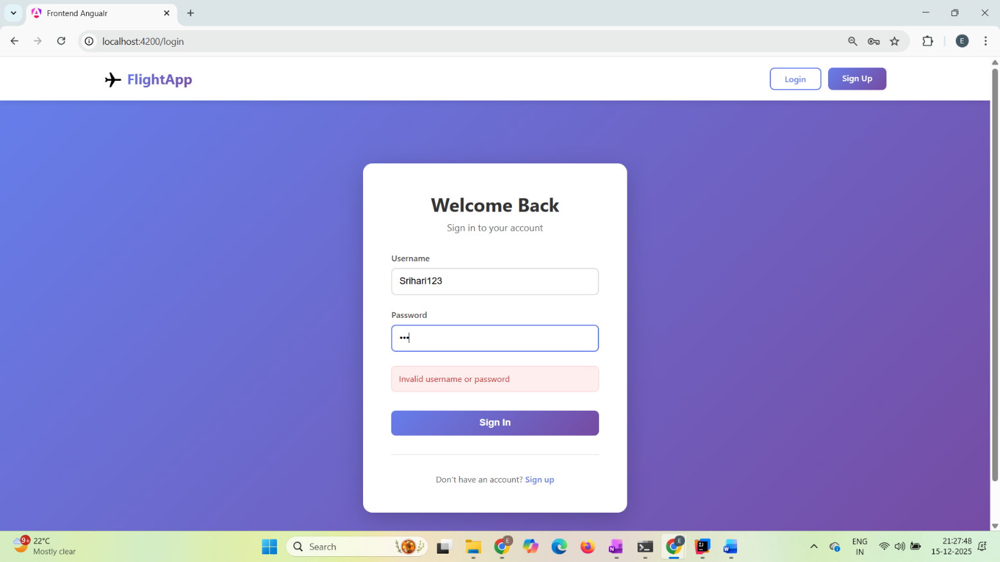 Frontend Angualr
localhost:4200/login
E
FlightApp
Login
Sign Up
Welcome Back
Sign in to your account
Username
Srihari123
Password
Invalid username or password
Sign In
Don't have an account? Sign up
9+
22°C
Mostly clear
Search
E
N
E
IJ
W
ENG
IN
21:27:48
15-12-2025